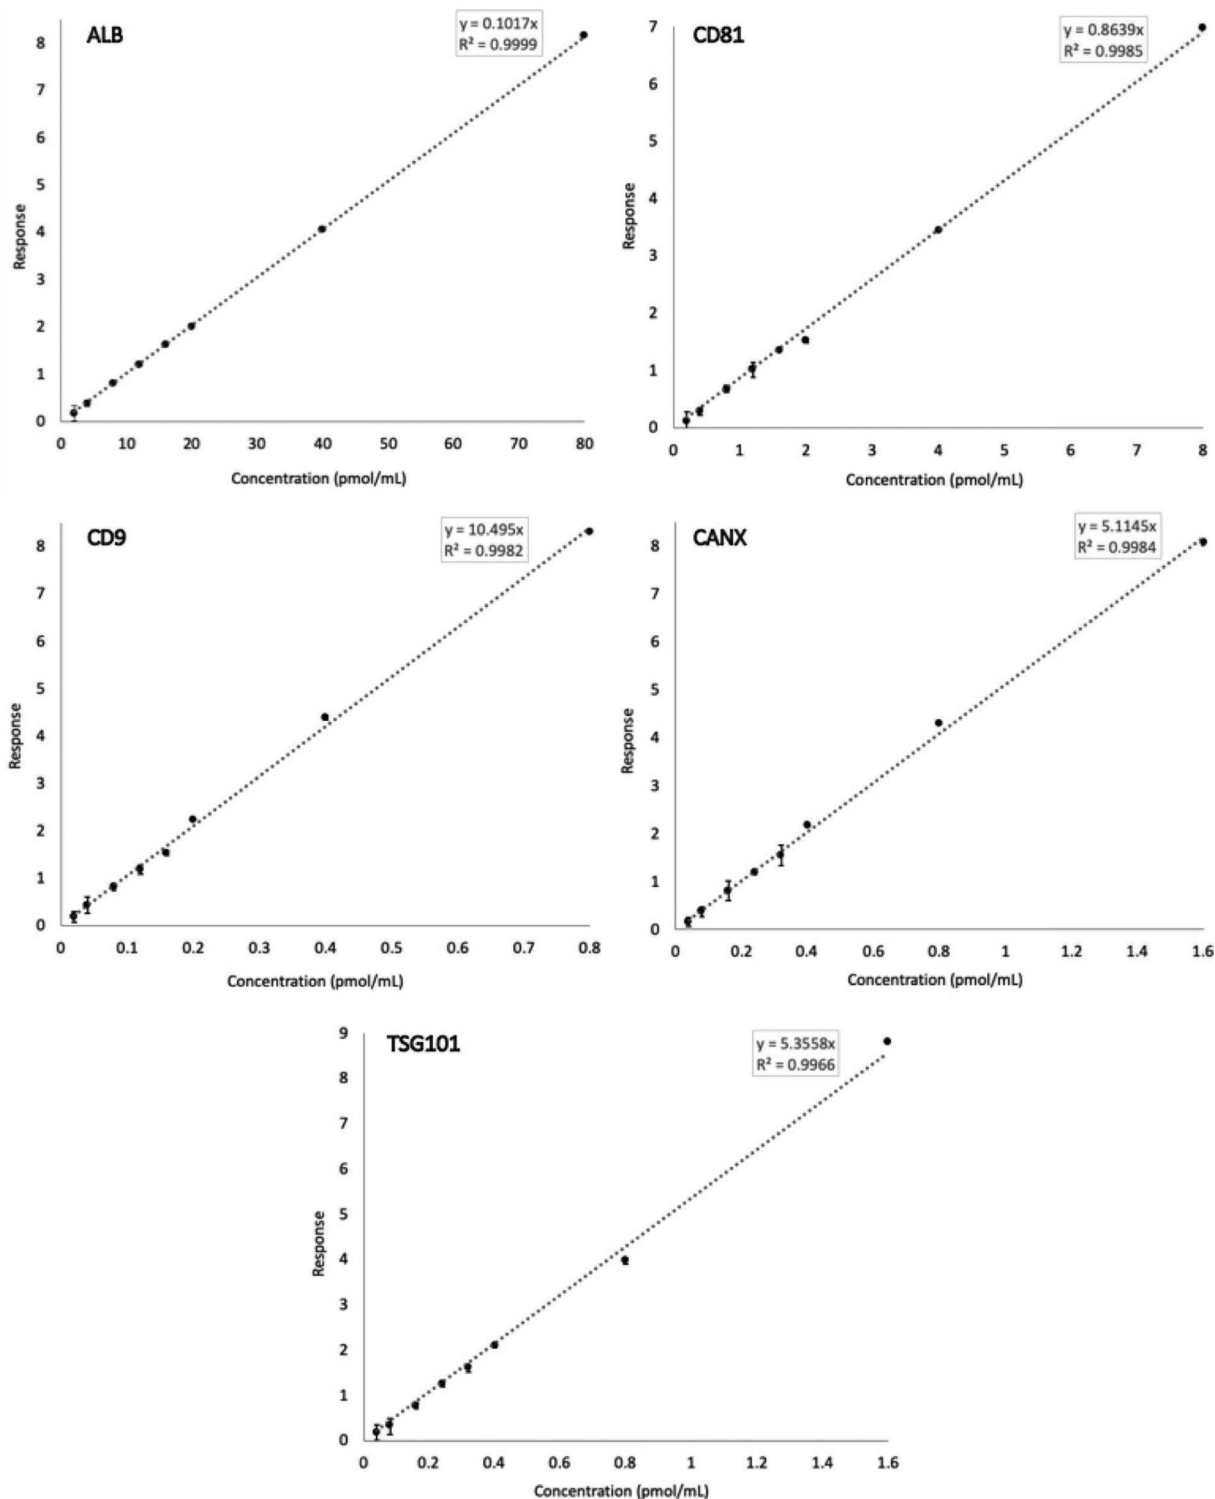 ALB
y = 0.1017x
R² = 0.9999
8
7
6
5
4
3
2
1
0
Response
0 10 20 30 40 50 60 70 80
Concentration (pmol/mL)
CD81
y = 0.8639x
R² = 0.9985
7
6
5
4
3
2
1
0
Response
0 1 2 3 4 5 6 7 8
Concentration (pmol/mL)
CD9
y = 10.495x
R² = 0.9982
8
7
6
5
4
3
2
1
0
Response
0 0.1 0.2 0.3 0.4 0.5 0.6 0.7 0.8
Concentration (pmol/mL)
CANX
y = 5.1145x
R² = 0.9984
8
7
6
5
4
3
2
1
0
Response
0 0.2 0.4 0.6 0.8 1 1.2 1.4 1.6
Concentration (pmol/mL)
TSG101
y = 5.3558x
R² = 0.9966
9
8
7
6
5
4
3
2
1
0
Response
0 0.2 0.4 0.6 0.8 1 1.2 1.4 1.6
Concentration (pmol/mL)